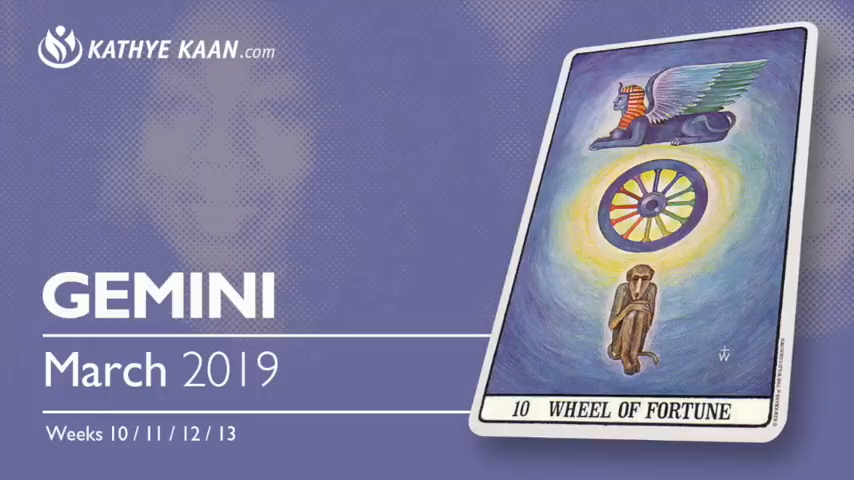 KATHYE KAAN.com
GEMINI
March 2019
Weeks 10 / 11 / 12 / 13
10 WHEEL OF FORTUNE
W